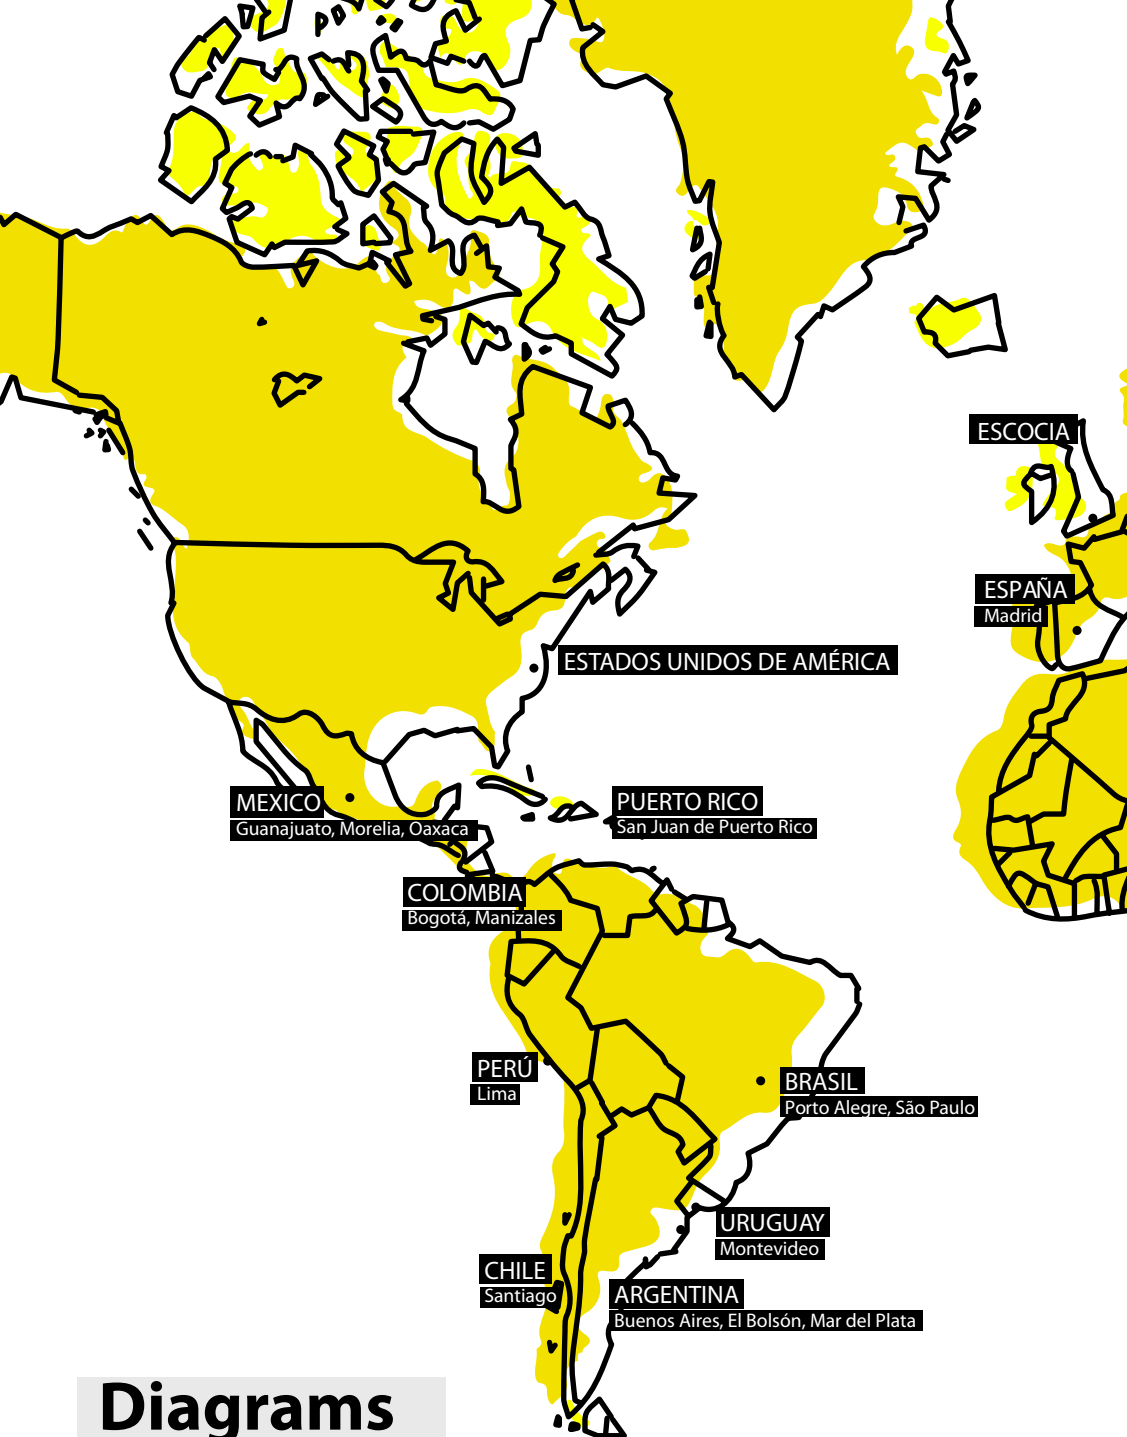 ESCOCIA
ESPAÑA
Madrid
ESTADOS UNIDOS DE AMÉRICA
MEXICO
Guanajuato, Morelia, Oaxaca
PUERTO RICO
San Juan de Puerto Rico
COLOMBIA
Bogotá, Manizales
PERÚ
Lima
BRASIL
Porto Alegre, São Paulo
URUGUAY
Montevideo
CHILE
Santiago
ARGENTINA
Buenos Aires, El Bolsón, Mar del Plata
Diagrams